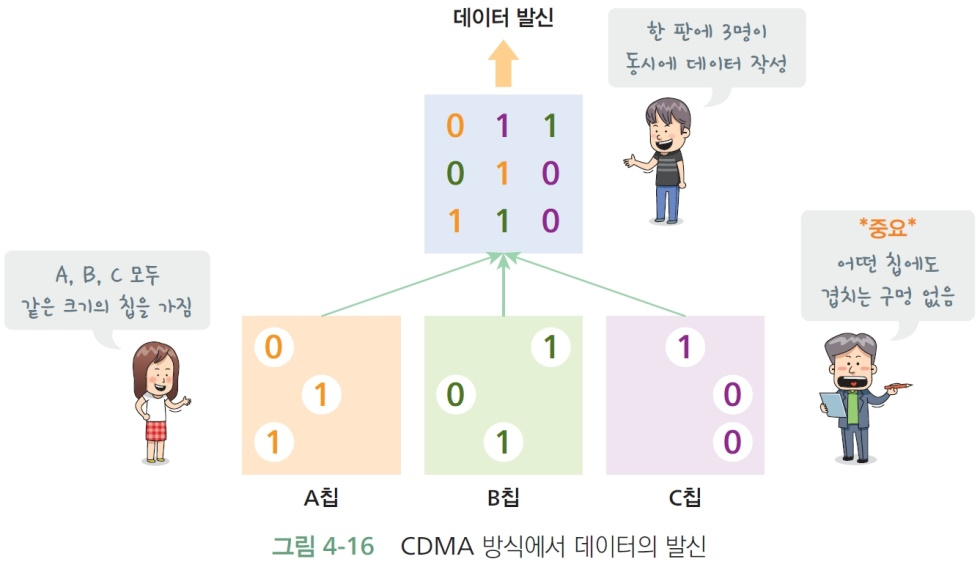 데이터 발신
한 판에 3명이
동시에 데이터 작성
0 1 1
0 1 0
1 1 0
*중요*
어떤 칩에도
겹치는 구멍 없음
A, B, C 모두
같은 크기의 칩을 가짐
0
1
1
1
0
1
1
0
0
A칩
B칩
C칩
그림 4-16 CDMA 방식에서 데이터의 발신